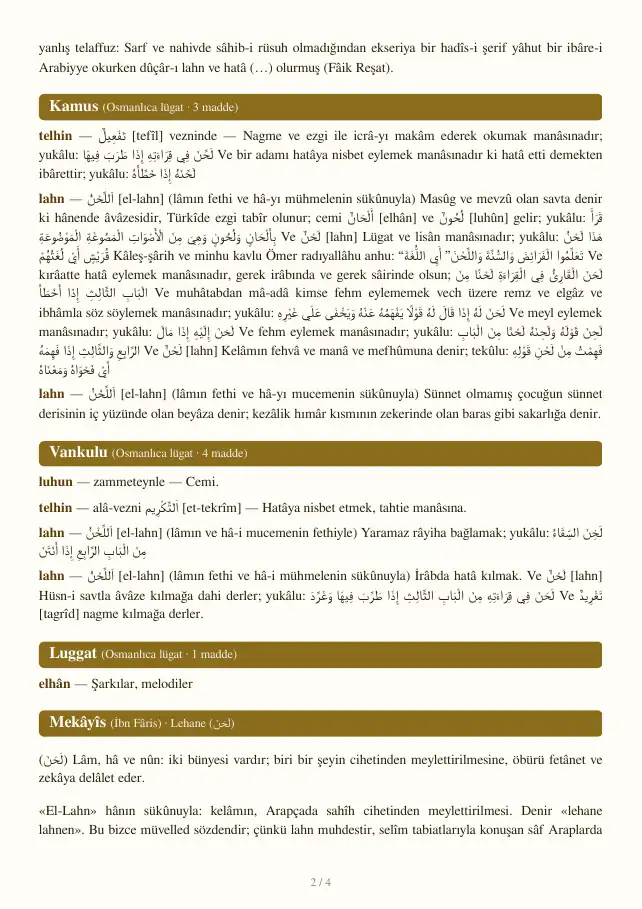 yanlış telaffuz: Sarf ve nahivde sâhib-i rüsuh olmadığından ekseriya bir hadîs-i şerif yâhut bir ibâre-i
Arabiyye okurken dûçâr-ı lahn ve hatâ (…) olurmuş (Fâik Reşat).
Kamus (Osmanlıca lügat · 3 madde)
telhin — تَفْعِيلٌ [tefîl] vezninde — Nagme ve ezgi ile icrâ-yı makâm ederek okumak manâsınadır;
yukâlu: لَحَّنَ فِي قِرَاءَتِهِ إِذَا طَرَّبَ فِيهَا Ve bir adamı hatâya nisbet eylemek manâsınadır ki hatâ etti demekten
ibârettir; yukâlu: لَحَّنَهُ إِذَا خَطَّأَهُ
lahn — اَللَّحْنُ [el-lahn] (lâmın fethi ve hâ-yı mühmelenin sükûnuyla) Masûg ve mevzû olan savta denir
ki hânende âvâzesidir, Türkîde ezgi tabîr olunur; cemi أَلْحَانٌ [elhân] ve لُحُونٌ [luhûn] gelir; yukâlu: قَرَأَ
بِأَلْحَانٍ وَلُحُونٍ وَهِيَ مِنَ الْأَصْوَاتِ الْمَصُوغَةِ الْمَوْضُوعَةِ Ve لَحْنٌ [lahn] Lügat ve lisân manâsınadır; yukâlu: هَذَا لَحْنُ
قُرَيْشٍ أَيْ لُغَتُهُمْ Kâleş-şârih ve minhu kavlu Ömer radıyallâhu anhu: “تَعَلَّمُوا الْفَرَائِضَ وَالسُّنَّةَ وَاللَّحْنَ” أَيِ اللُّغَةَ Ve
kırâatte hatâ eylemek manâsınadır, gerek irâbında ve gerek sâirinde olsun; لَحَنَ الْقَارِئُ فِي الْقِرَاءَةِ لَحْنًا مِنَ
الْبَابِ الثَّالِثِ إِذَا أَخْطَأَ Ve muhâtabdan mâ-adâ kimse fehm eylememek vech üzere remz ve elgâz ve
ibhâmla söz söylemek manâsınadır; yukâlu: لَحَنَ لَهُ إِذَا قَالَ لَهُ قَوْلًا يَفْهَمُهُ عَنْهُ وَيَخْفَى عَلَى غَيْرِهِ Ve meyl eylemek
manâsınadır; yukâlu: لَحَنَ إِلَيْهِ إِذَا مَالَ Ve fehm eylemek manâsınadır; yukâlu: لَحِنَ قَوْلَهُ وَلَحِنَهُ لَحْنًا مِنَ الْبَابِ
الرَّابِعِ وَالثَّالِثِ إِذَا فَهِمَهُ Ve لَحْنٌ [lahn] Kelâmın fehvâ ve manâ ve mefhûmuna denir; tekûlu: فَهِمْتُ مِنْ لَحْنِ قَوْلِهِ
أَيْ فَحْوَاهُ وَمَعْنَاهُ
lahn — اَللَّخْنُ [el-lahn] (lâmın fethi ve hâ-yı mucemenin sükûnuyla) Sünnet olmamış çocuğun sünnet
derisinin iç yüzünde olan beyâza denir; kezâlik hımâr kısmının zekerinde olan baras gibi sakarlığa denir.
Vankulu (Osmanlıca lügat · 4 madde)
luhun — zammeteynle — Cemi.
telhin — alâ-vezni اَلتَّكْرِيم [et-tekrîm] — Hatâya nisbet etmek, tahtie manâsına.
lahn — اَللَّخَنُ [el-lahn] (lâmın ve hâ-i mucemenin fethiyle) Yaramaz râyiha bağlamak; yukâlu: لَخِنَ السِّقَاءُ
مِنَ الْبَابِ الرَّابِعِ إِذَا أَنْتَنَ
lahn — اَللَّحْنُ [el-lahn] (lâmın fethi ve hâ-i mühmelenin sükûnuyla) İrâbda hatâ kılmak. Ve لَحْنٌ [lahn]
Hüsn-i savtla âvâze kılmağa dahi derler; yukâlu: لَحَنَ فِي قِرَاءَتِهِ مِنَ الْبَابِ الثَّالِثِ إِذَا طَرَّبَ فِيهَا وَغَرَّدَ Ve تَغْرِيدٌ
[tagrîd] nagme kılmağa derler.
Luggat (Osmanlıca lügat · 1 madde)
elhân — Şarkılar, melodiler
Mekâyîs (İbn Fâris) · Lehane (لَحَنَ)
(لَحَنَ) Lâm, hâ ve nûn: iki bünyesi vardır; biri bir şeyin cihetinden meylettirilmesine, öbürü fetânet ve
zekâya delâlet eder.
«El-Lahn» hânın sükûnuyla: kelâmın, Arapçada sahîh cihetinden meylettirilmesi. Denir «lehane
lahnen». Bu bizce müvelled sözdendir; çünkü lahn muhdestir, selîm tabiatlarıyla konuşan sâf Araplarda
2 / 4